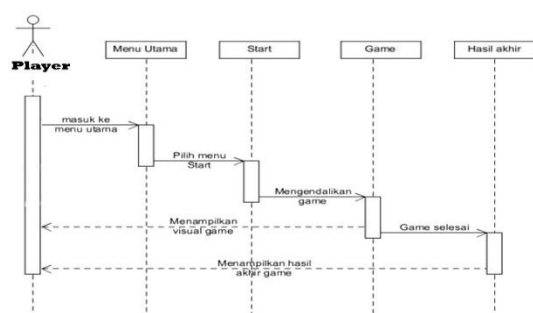 Player
Menu Utama
Start
Game
Hasil akhir
masuk ke
menu utama
Pilih menu
Start
Mengendalikan
game
Menampilkan
visual game
Game selesai
Menampilkan hasil
akhir game